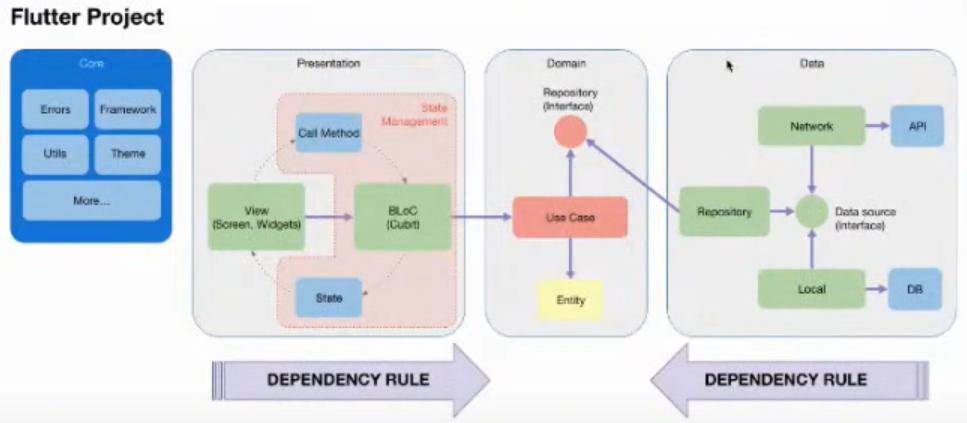 Flutter Project
Core
Errors
Framework
Utils
Theme
More...
Presentation
State
Management
Call Method
View
(Screen, Widgets)
BLoC
(Cubit)
State
Domain
Repository
(Interface)
Use Case
Entity
Data
Network
API
Repository
Data source
(Interface)
Local
DB
DEPENDENCY RULE
DEPENDENCY RULE